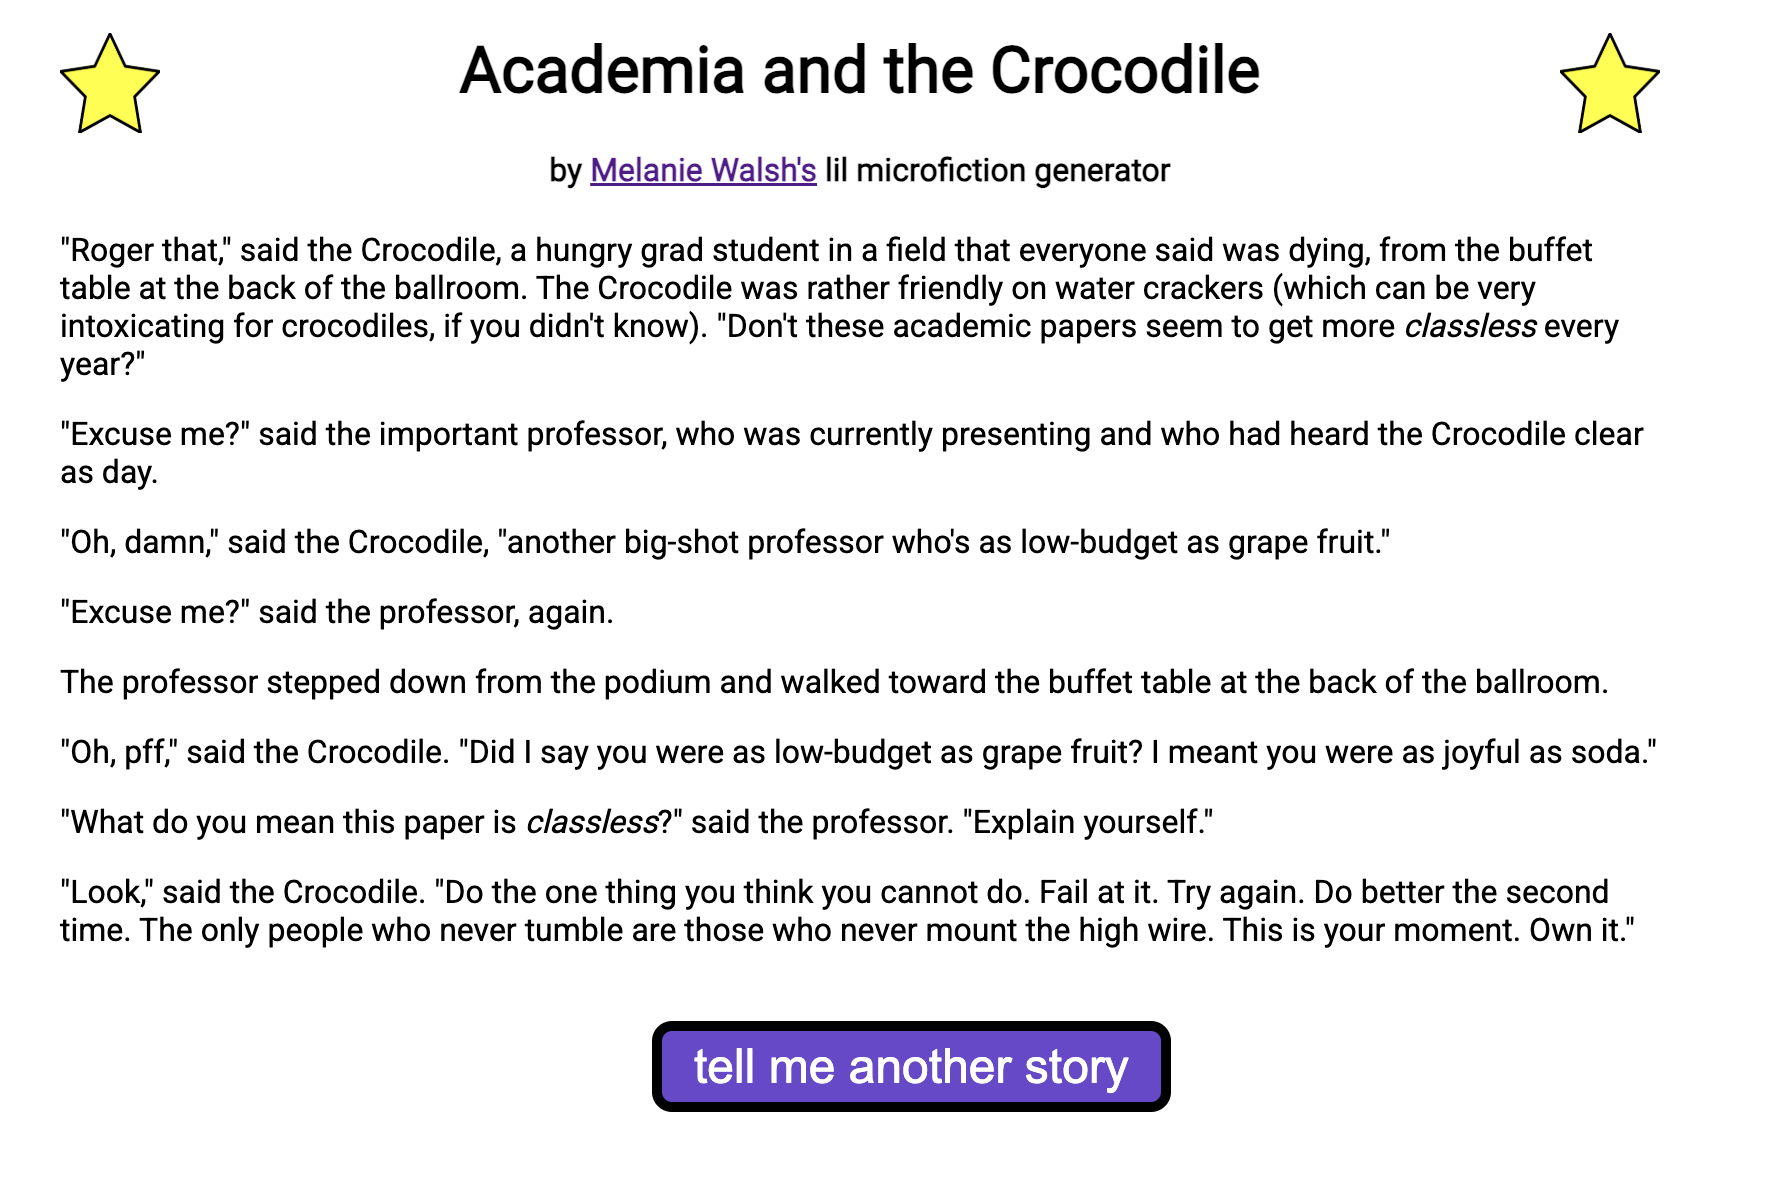 Academia and the Crocodile
by Melanie Walsh's lil microfiction generator
"Roger that," said the Crocodile, a hungry grad student in a field that everyone said was dying, from the buffet
table at the back of the ballroom. The Crocodile was rather friendly on water crackers (which can be very
intoxicating for crocodiles, if you didn't know). "Don't these academic papers seem to get more classless every
year?"
"Excuse me?" said the important professor, who was currently presenting and who had heard the Crocodile clear
as day.
"Oh, damn," said the Crocodile, "another big-shot professor who's as low-budget as grape fruit."
"Excuse me?" said the professor, again.
The professor stepped down from the podium and walked toward the buffet table at the back of the ballroom.
"Oh, pff," said the Crocodile. "Did I say you were as low-budget as grape fruit? I meant you were as joyful as soda."
"What do you mean this paper is classless?" said the professor. "Explain yourself."
"Look," said the Crocodile. "Do the one thing you think you cannot do. Fail at it. Try again. Do better the second
time. The only people who never tumble are those who never mount the high wire. This is your moment. Own it."
tell me another story